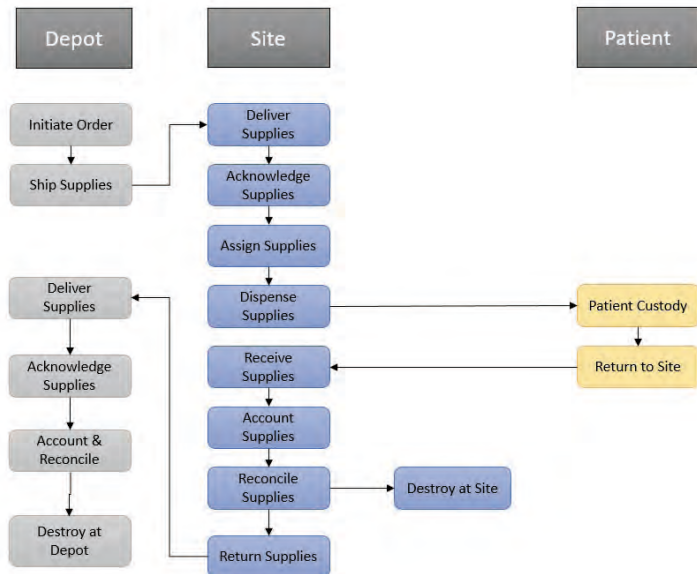 Depot
Site
Patient
Initiate Order
Ship Supplies
Deliver
Supplies
Acknowledge
Supplies
Account &
Reconcile
Destroy at
Depot
Deliver
Supplies
Acknowledge
Supplies
Assign Supplies
Dispense
Supplies
Receive
Supplies
Account
Supplies
Reconcile
Supplies
Return Supplies
Destroy at Site
Patient Custody
Return to Site